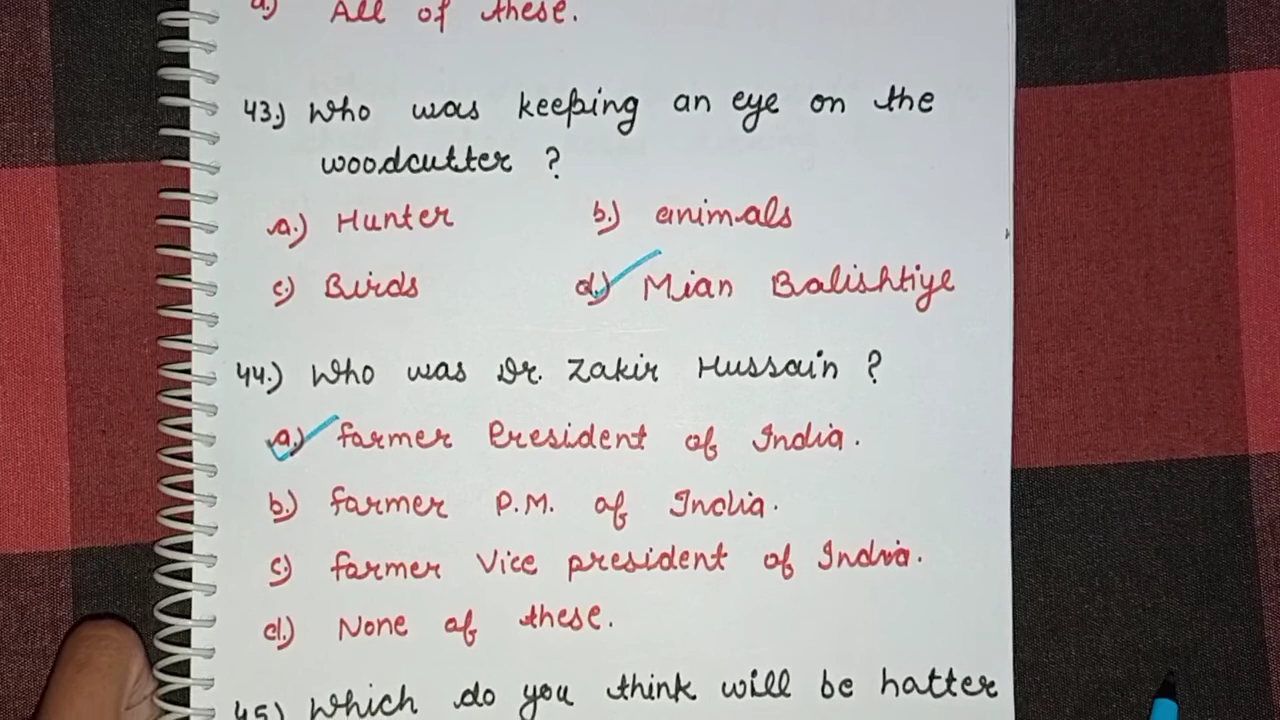 d.) All of these.
43.) Who was keeping an eye on the
woodcutter ?
a.) Hunter b.) animals
c.) Birds d.) Mian Balishtiye
44.) Who was Dr. Zakir Hussain ?
a.) farmer President of India.
b.) farmer P.M. of India.
c.) farmer Vice president of India.
d.) None of these.
45.) Which do you think will be hatter